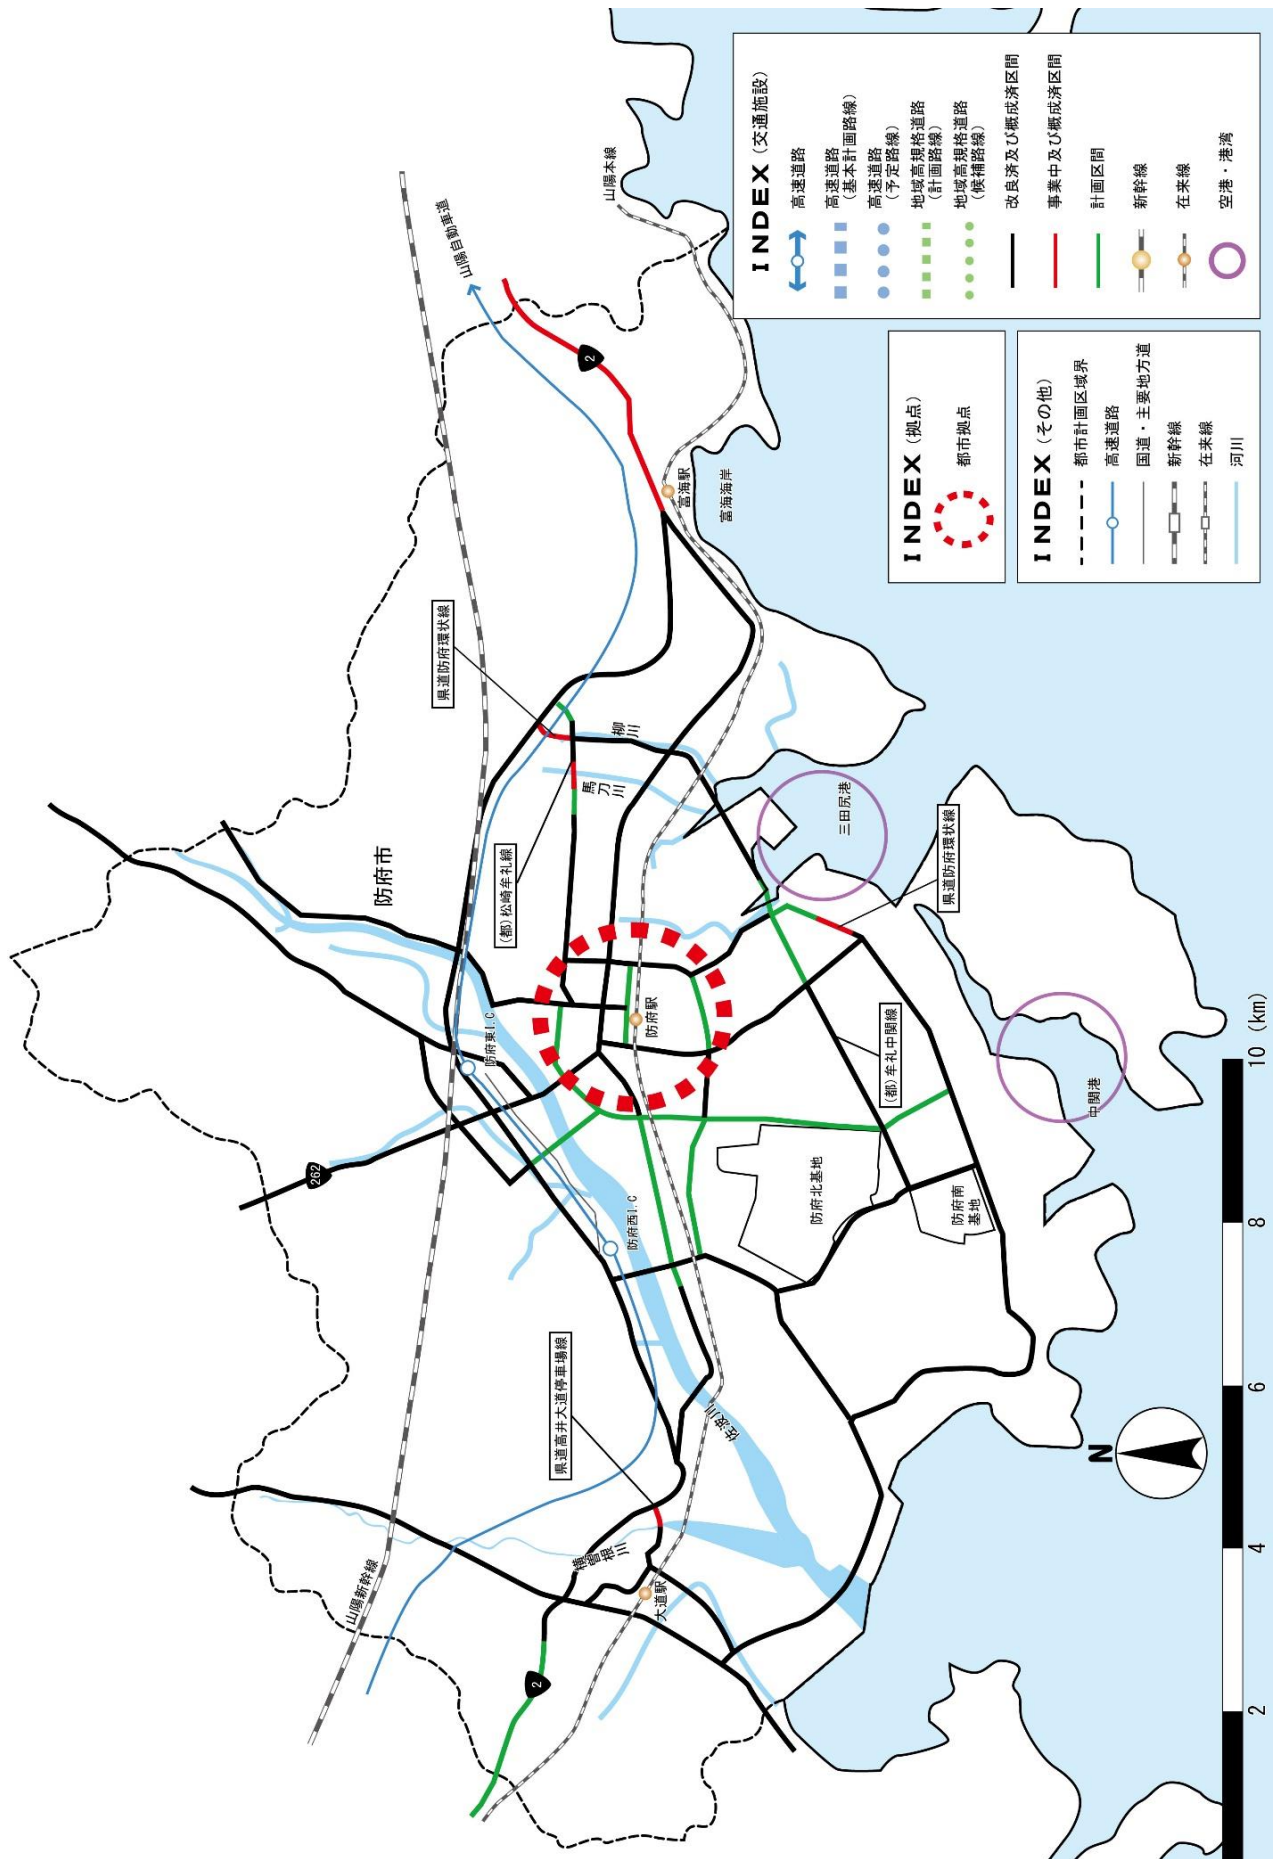 山陽自動車道
山陽本線
2
富海駅
富海海岸
県道防府環状線
柳川
馬刀川
防府市
(都)松崎牟礼線
三田尻港
県道防府環状線
防府駅
防府東I.C
(都)牟礼中関線
中関港
262
防府北基地
防府南
基地
防府西I.C
佐波川
県道高井大道停車場線
横曽根川
大道駅
山陽新幹線
2
INDEX(交通施設)
高速道路
高速道路
(基本計画路線)
高速道路
(予定路線)
地域高規格道路
(計画路線)
地域高規格道路
(候補路線)
改良済及び概成済区間
事業中及び概成済区間
計画区間
新幹線
在来線
空港・港湾
INDEX(拠点)
都市拠点
INDEX(その他)
都市計画区域界
高速道路
国道・主要地方道
新幹線
在来線
河川
N
2
4
6
8
10 (km)